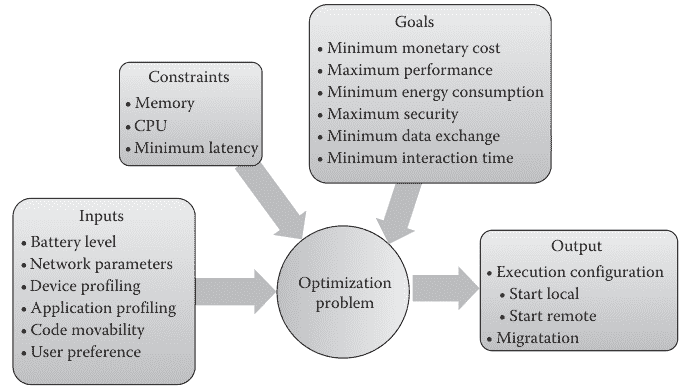 Goals
• Minimum monetary cost
• Maximum performance
• Minimum energy consumption
• Maximum security
• Minimum data exchange
• Minimum interaction time
Constraints
• Memory
• CPU
• Minimum latency
Inputs
• Battery level
• Network parameters
• Device profiling
• Application profiling
• Code movability
• User preference
Optimization
problem
Output
• Execution configuration
• Start local
• Start remote
• Migratation